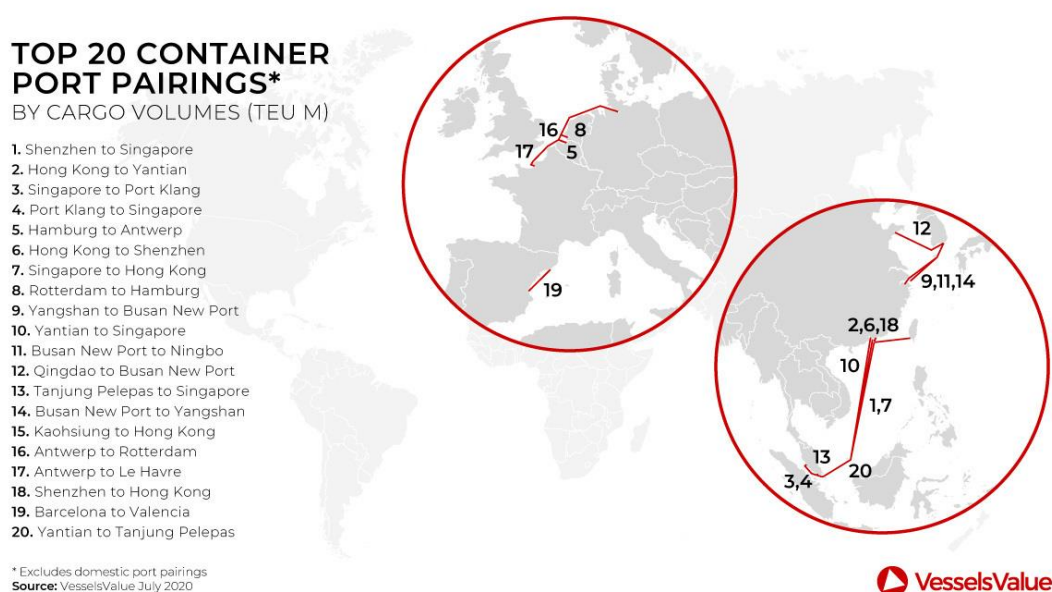 TOP 20 CONTAINER
PORT PAIRINGS*
BY CARGO VOLUMES (TEU M)
1. Shenzhen to Singapore
2. Hong Kong to Yantian
3. Singapore to Port Klang
4. Port Klang to Singapore
5. Hamburg to Antwerp
6. Hong Kong to Shenzhen
7. Singapore to Hong Kong
8. Rotterdam to Hamburg
9. Yangshan to Busan New Port
10. Yantian to Singapore
11. Busan New Port to Ningbo
12. Qingdao to Busan New Port
13. Tanjung Pelepas to Singapore
14. Busan New Port to Yangshan
15. Kaohsiung to Hong Kong
16. Antwerp to Rotterdam
17. Antwerp to Le Havre
18. Shenzhen to Hong Kong
19. Barcelona to Valencia
20. Yantian to Tanjung Pelepas
* Excludes domestic port pairings
Source: VesselsValue July 2020
16
8
17
5
19
12
9,11,14
2,6,18
10
1,7
13
20
3,4
VesselsValue